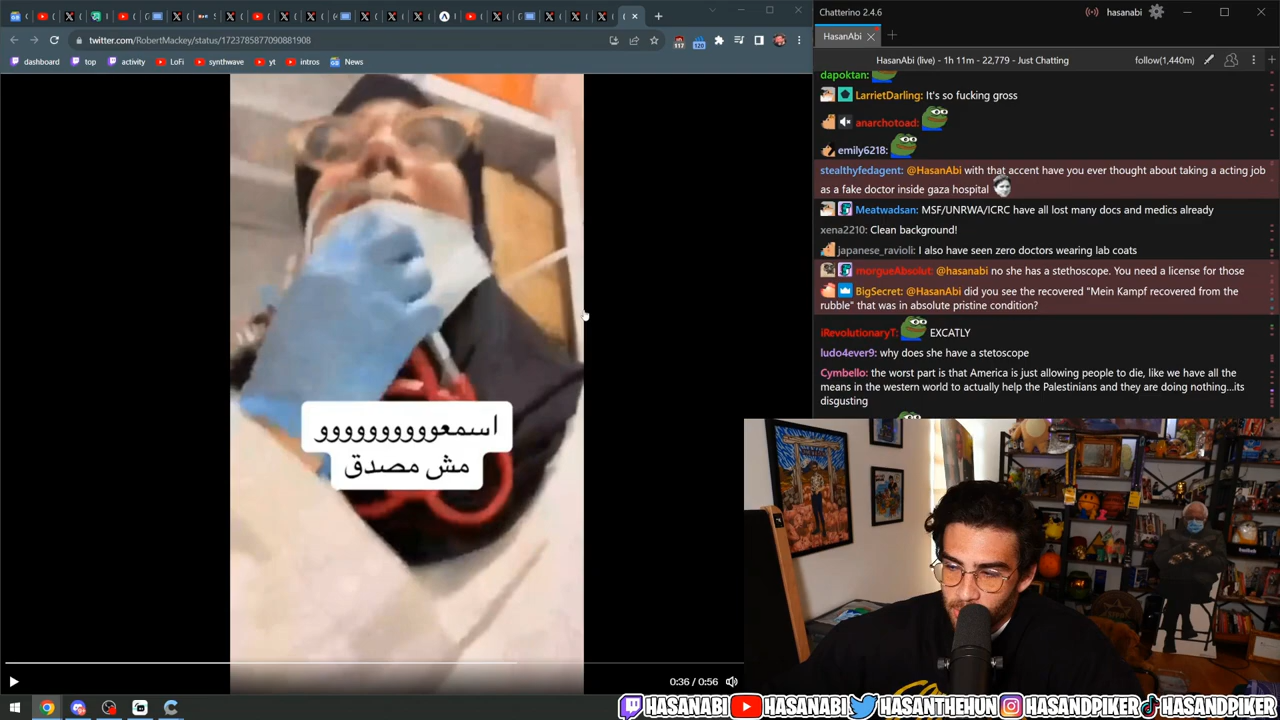 twitter.com/RobertMackey/status/1723785877090881908
dashboard
top
activity
LoFi
synthwave
yt
intros
News
117
120
اسمعووووووووووو
مش مصدق
0:36 / 0:56
Chatterino 2.4.6
hasanabi
HasanAbi
HasanAbi (live) - 1h 11m - 22,779 - Just Chatting
follow(1,440m)
dapoktan:
LarrietDarling: It's so fucking gross
anarchotoad:
emily6218:
stealthyfedagent: @HasanAbi with that accent have you ever thought about taking a acting job
as a fake doctor inside gaza hospital
Meatwadsan: MSF/UNRWA/ICRC have all lost many docs and medics already
xena2210: Clean background!
japanese_ravioli: I also have seen zero doctors wearing lab coats
morgueAbsolut: @hasanabi no she has a stethoscope. You need a license for those
BigSecret: @HasanAbi did you see the recovered "Mein Kampf recovered from the
rubble" that was in absolute pristine condition?
iRevolutionaryT: EXCATLY
ludo4ever9: why does she have a stetoscope
Cymbello: the worst part is that America is just allowing people to die, like we have all the
means in the western world to actually help the Palestinians and they are doing nothing...its
disgusting
HASANABI
HASANABI
HASANTHEHUN
HASANDPIKER
HASANDPIKER